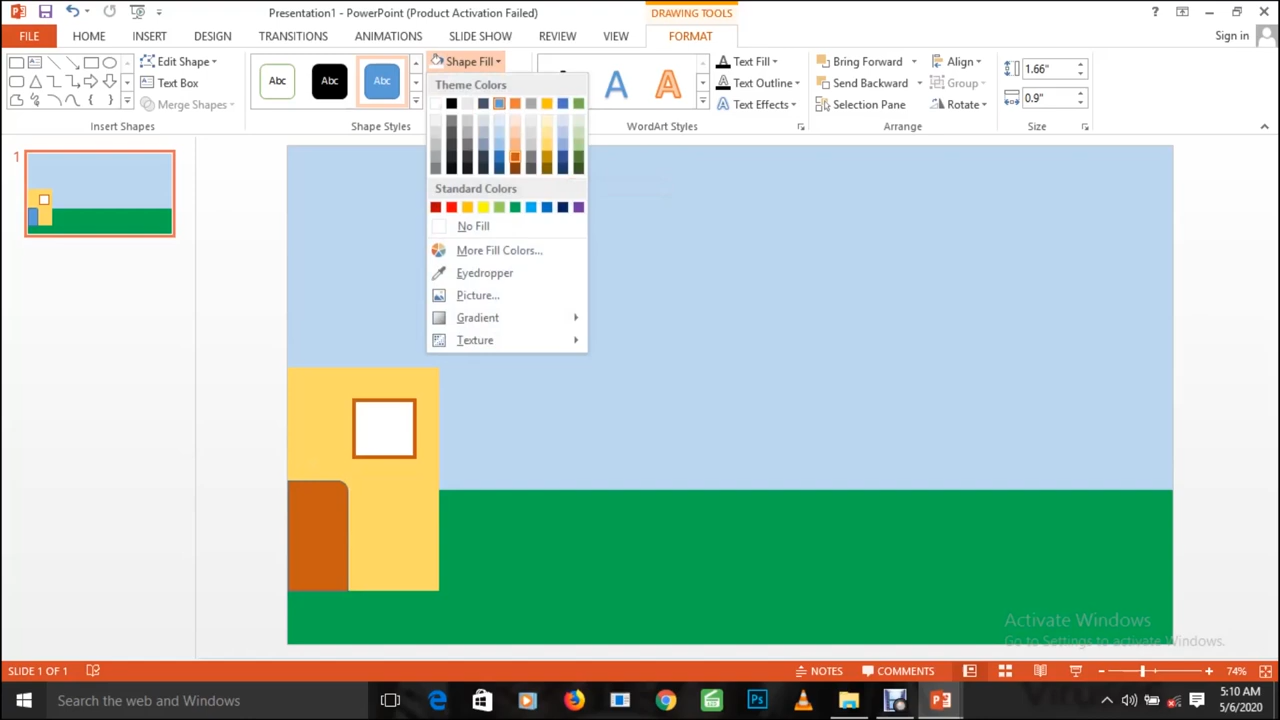 Presentation1 - PowerPoint (Product Activation Failed)
DRAWING TOOLS
?
FILE
HOME
INSERT
DESIGN
TRANSITIONS
ANIMATIONS
SLIDE SHOW
REVIEW
VIEW
FORMAT
Sign in
Edit Shape
Text Box
Merge Shapes
Insert Shapes
Abc
Abc
Abc
Shape Styles
Shape Fill
Theme Colors
Standard Colors
No Fill
More Fill Colors...
Eyedropper
Picture...
Gradient
Texture
A
A
Text Fill
Text Outline
Text Effects
WordArt Styles
Bring Forward
Send Backward
Selection Pane
Align
Group
Rotate
Arrange
1.66"
0.9"
Size
1
Activate Windows
Go to Settings to activate Windows.
SLIDE 1 OF 1
NOTES
COMMENTS
74%
Search the web and Windows
5:10 AM
5/6/2020